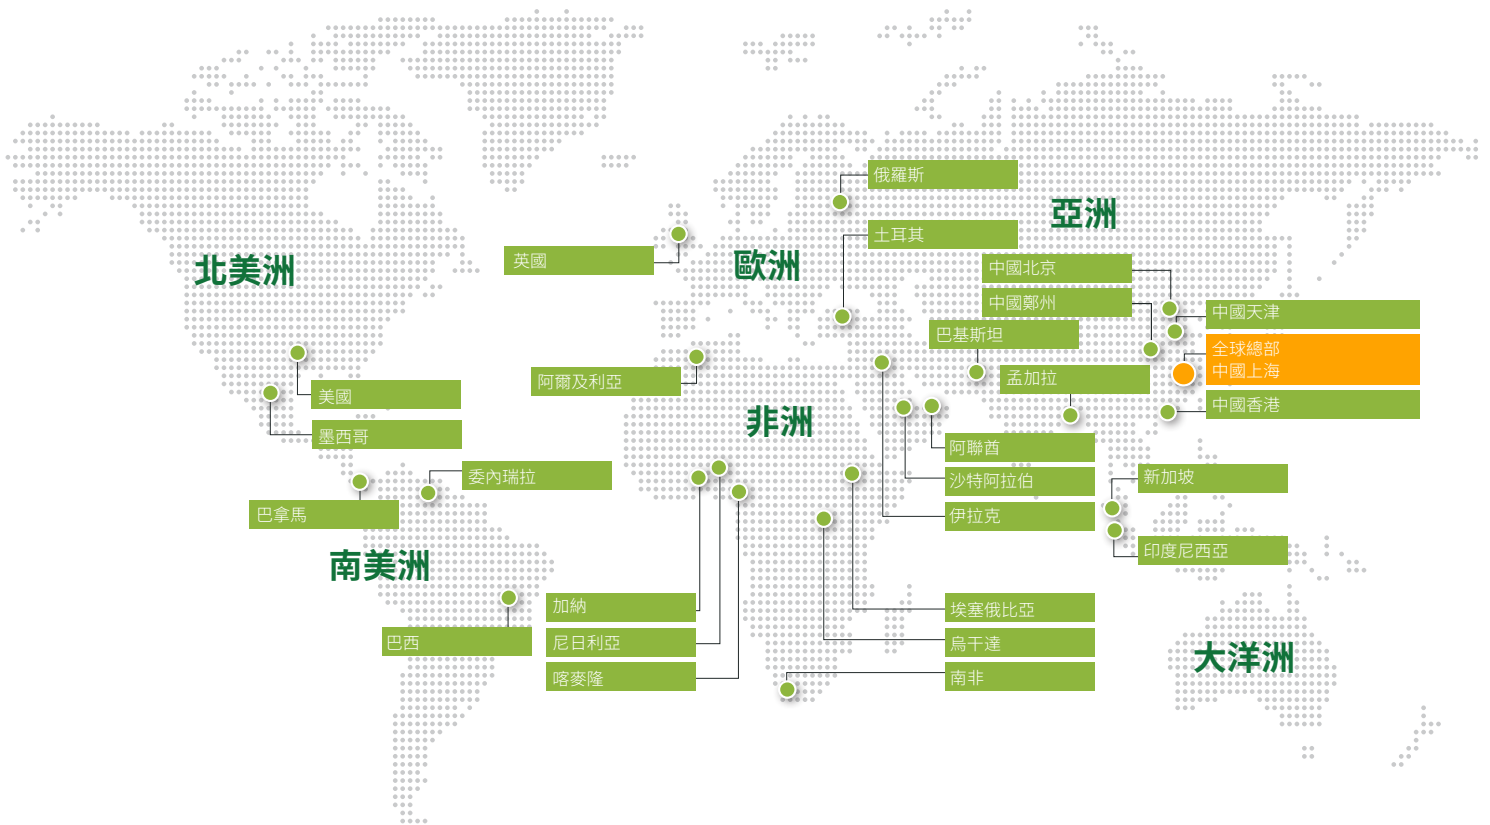 俄羅斯
亞洲
土耳其
北美洲
歐洲
英國
中國北京
中國鄭州
中國天津
巴基斯坦
全球總部
中國上海
阿爾及利亞
孟加拉
美國
中國香港
非洲
墨西哥
阿聯酋
委內瑞拉
沙特阿拉伯
新加坡
巴拿馬
伊拉克
印度尼西亞
南美洲
加納
埃塞俄比亞
巴西
尼日利亞
烏干達
大洋洲
喀麥隆
南非